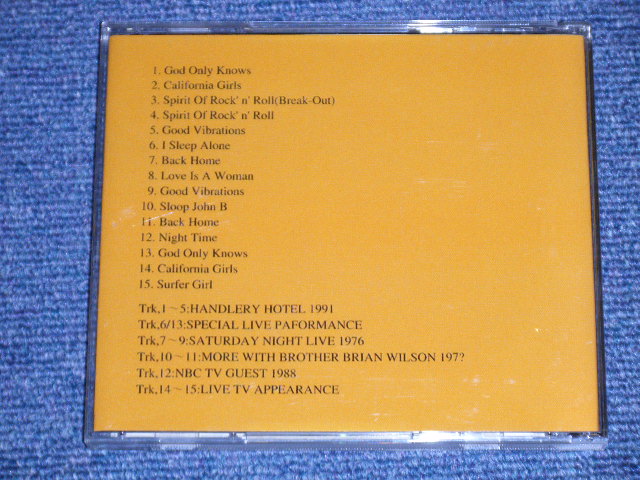 1. God Only Knows
2. California Girls
3. Spirit Of Rock' n' Roll(Break-Out)
4. Spirit Of Rock' n' Roll
5. Good Vibrations
6. I Sleep Alone
7. Back Home
8. Love Is A Woman
9. Good Vibrations
10. Sloop John B
11. Back Home
12. Night Time
13. God Only Knows
14. California Girls
15. Surfer Girl
Trk,1～5:HANDLERY HOTEL 1991
Trk,6/13:SPECIAL LIVE PAFORMANCE
Trk,7～9:SATURDAY NIGHT LIVE 1976
Trk,10～11:MORE WITH BROTHER BRIAN WILSON 197?
Trk,12:NBC TV GUEST 1988
Trk,14～15:LIVE TV APPEARANCE